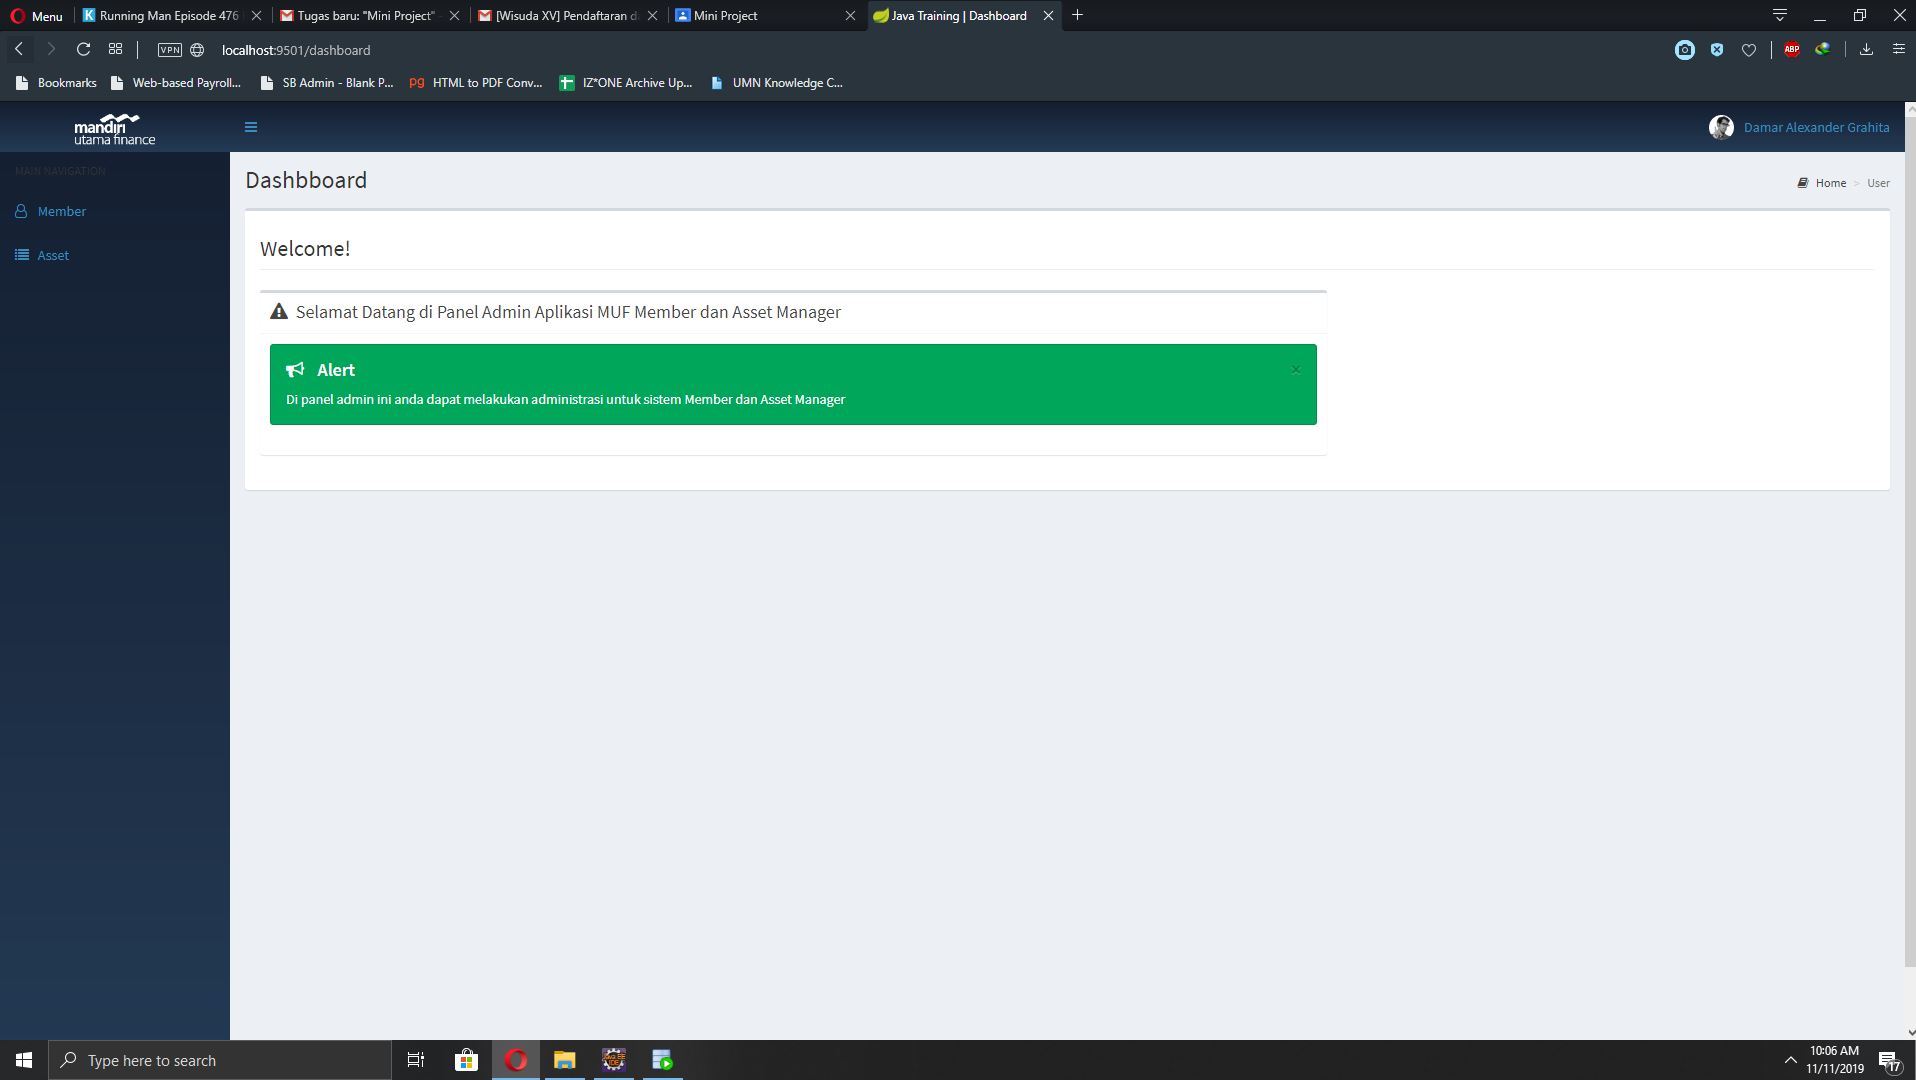 Menu
Running Man Episode 476
Tugas baru: "Mini Project" -
[Wisuda XV] Pendaftaran d
Mini Project
Java Training | Dashboard
VPN
localhost:9501/dashboard
ABP
Bookmarks
Web-based Payroll...
SB Admin - Blank P...
HTML to PDF Conv...
IZ*ONE Archive Up...
UMN Knowledge C...
mandiri
utama finance
Damar Alexander Grahita
MAIN NAVIGATION
Member
Asset
Dashbboard
Home > User
Welcome!
Selamat Datang di Panel Admin Aplikasi MUF Member dan Asset Manager
Alert
×
Di panel admin ini anda dapat melakukan administrasi untuk sistem Member dan Asset Manager
Type here to search
Java EE
IDE
10:06 AM
11/11/2019
17